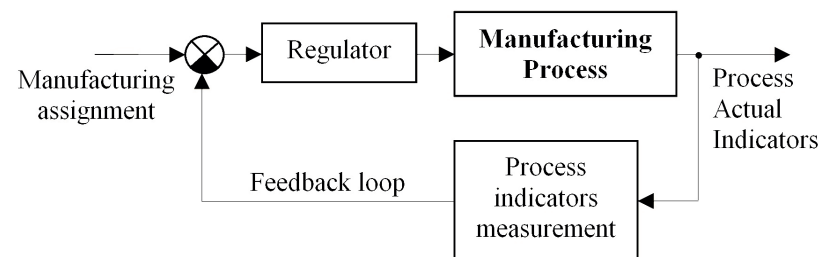 Manufacturing
assignment
Regulator
Manufacturing
Process
Process
Actual
Indicators
Feedback loop
Process
indicators
measurement